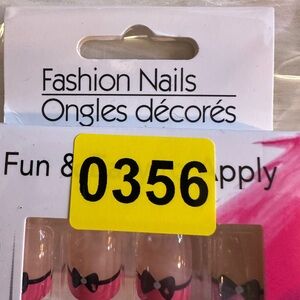 Fashion Nails
Ongles décorés
Fun & 0356 Apply